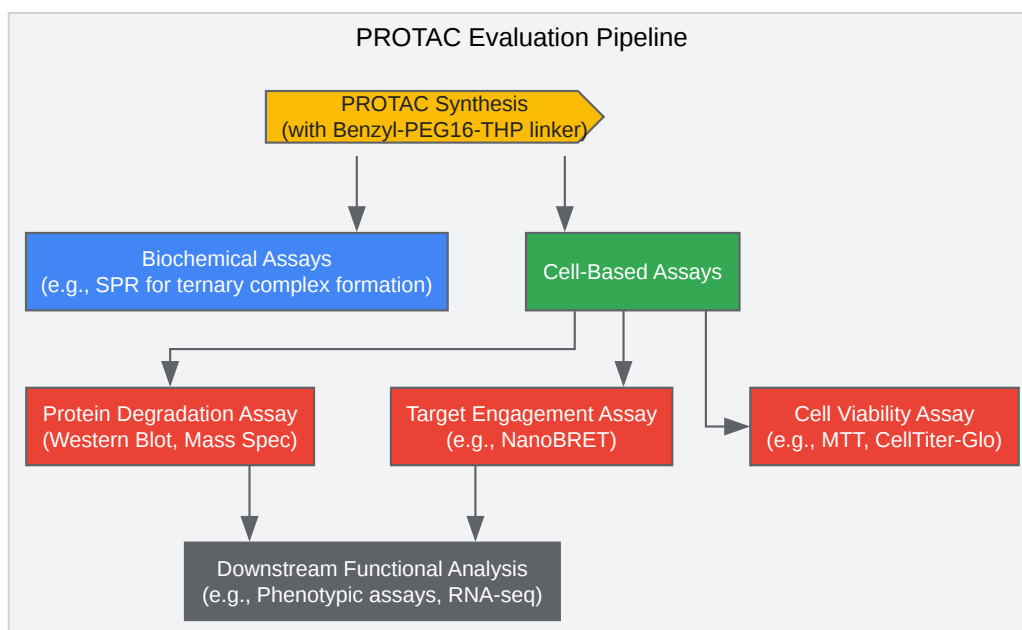 PROTAC Evaluation Pipeline
PROTAC Synthesis
(with Benzyl-PEG16-THP linker)
Biochemical Assays
(e.g., SPR for ternary complex formation)
Cell-Based Assays
Protein Degradation Assay
(Western Blot, Mass Spec)
Target Engagement Assay
(e.g., NanoBRET)
Cell Viability Assay
(e.g., MTT, CellTiter-Glo)
Downstream Functional Analysis
(e.g., Phenotypic assays, RNA-seq)